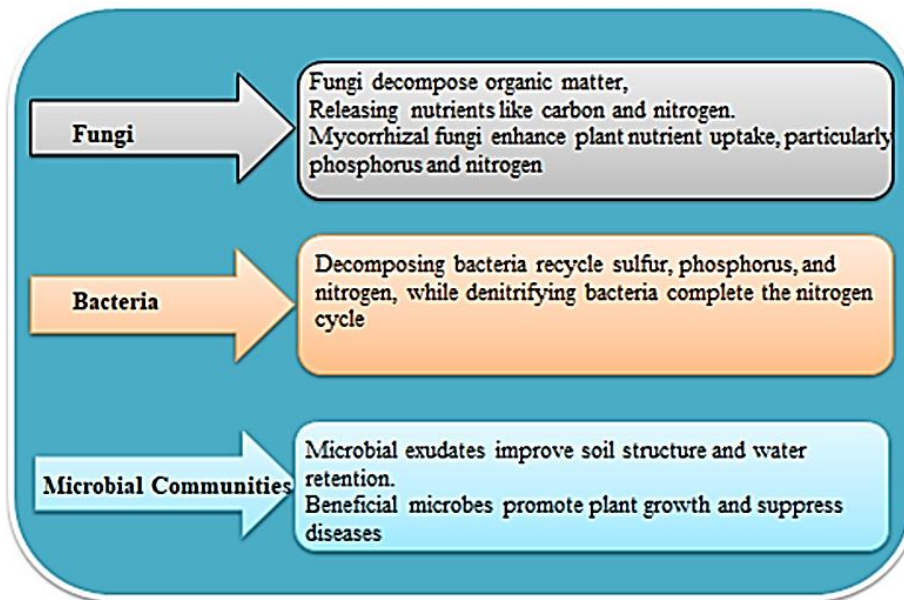 Fungi
Fungi decompose organic matter,
Releasing nutrients like carbon and nitrogen.
Mycorrhizal fungi enhance plant nutrient uptake, particularly
phosphorus and nitrogen
Bacteria
Decomposing bacteria recycle sulfur, phosphorus, and
nitrogen, while denitrifying bacteria complete the nitrogen
cycle
Microbial Communities
Microbial exudates improve soil structure and water
retention.
Beneficial microbes promote plant growth and suppress
diseases